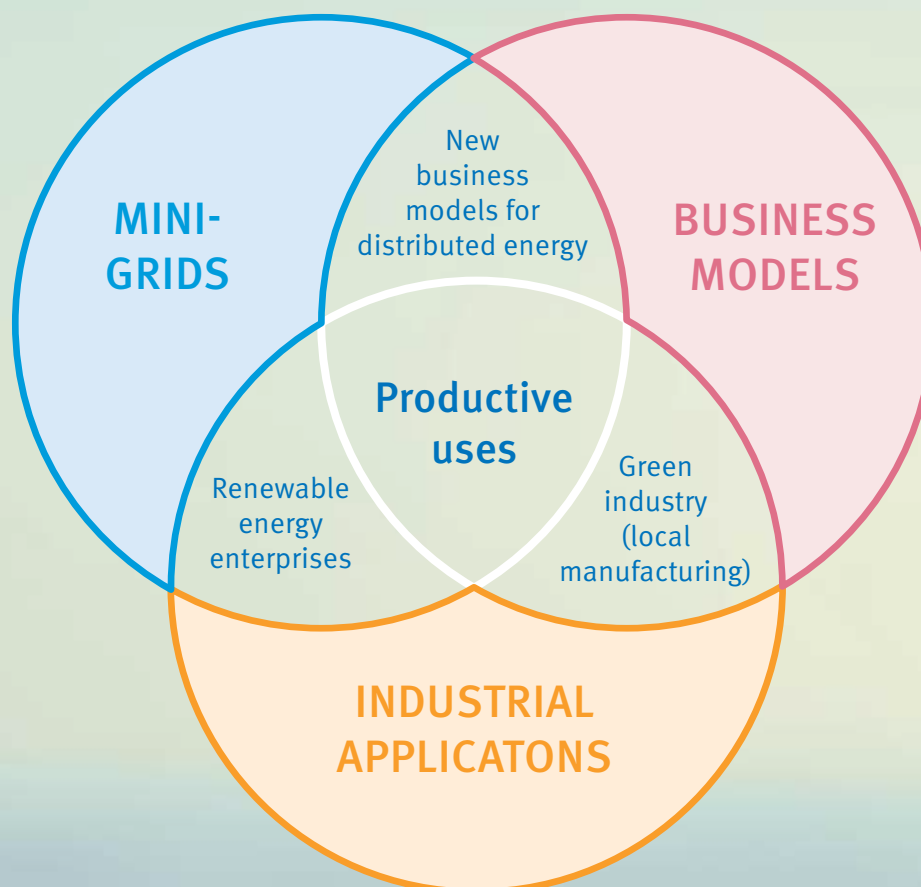 New
business
models for
distributed energy
MINI-
GRIDS
BUSINESS
MODELS
Productive
uses
Renewable
energy
enterprises
Green
industry
(local
manufacturing)
INDUSTRIAL
APPLICATONS